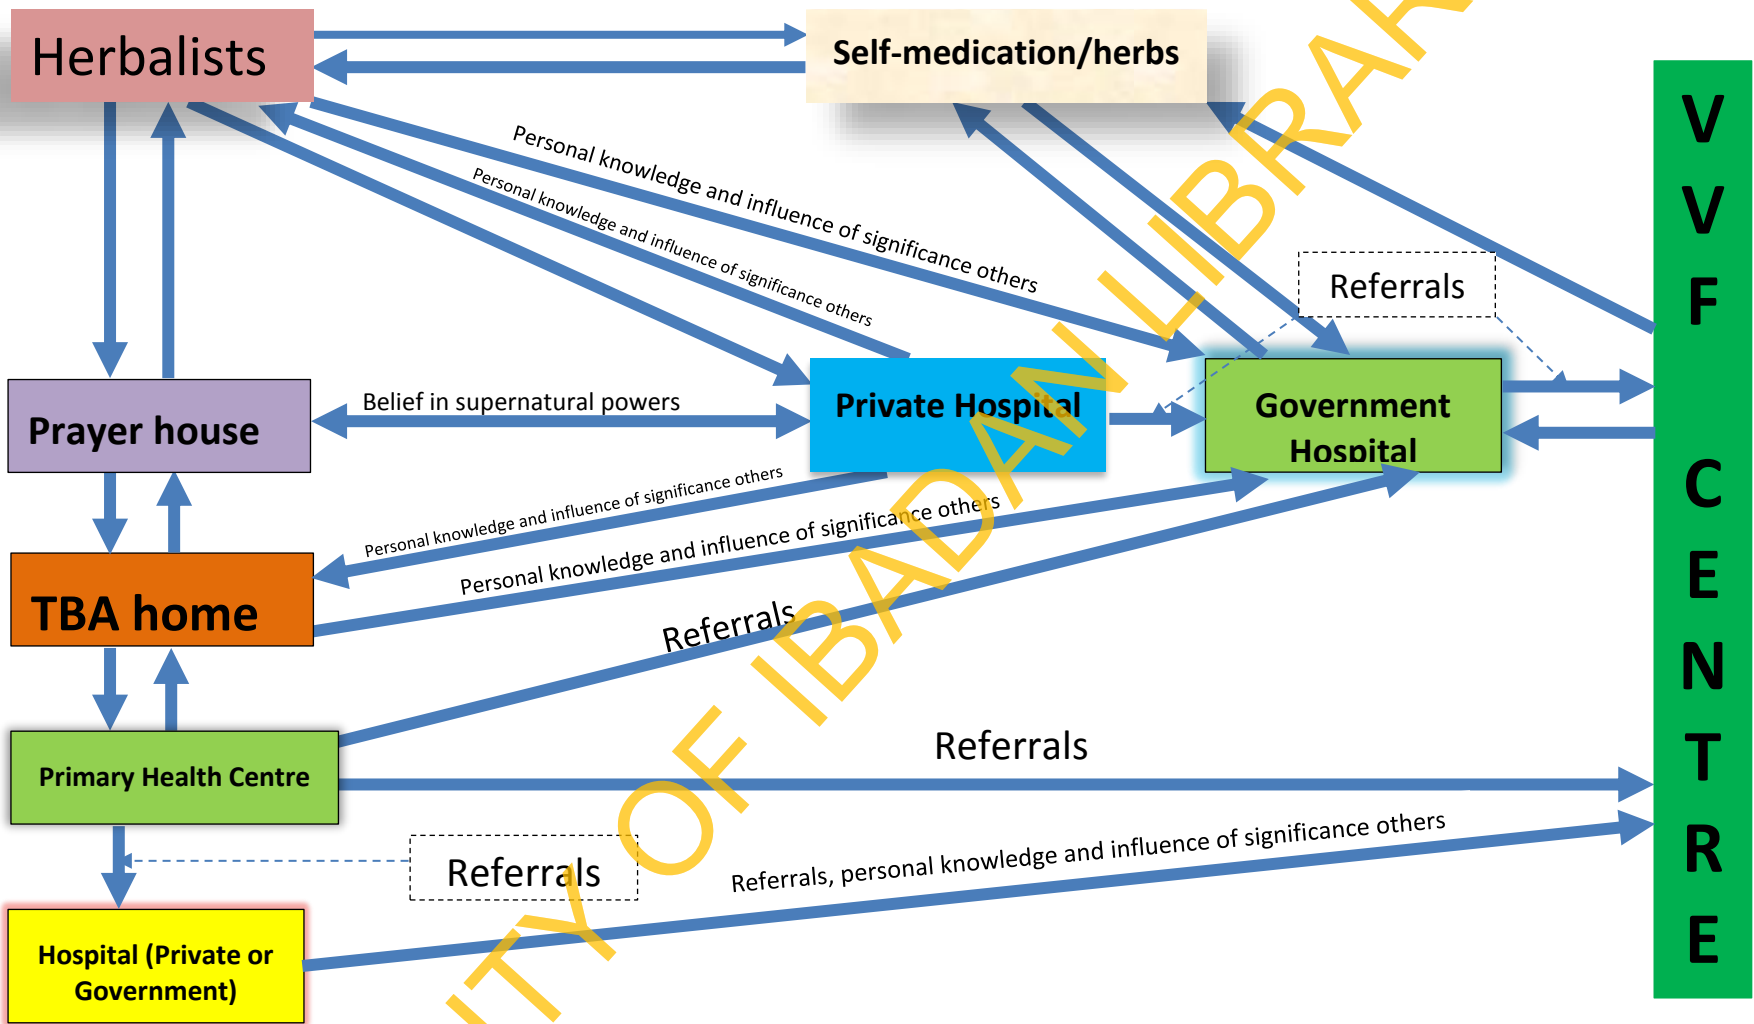 Herbalists
Self-medication/herbs
Personal knowledge and influence of significance others
Personal knowledge and influence of significance others
Referrals
Prayer house
Belief in supernatural powers
Private Hospital
Government
Hospital
Personal knowledge and influence of significance others
Personal knowledge and influence of significance others
TBA home
Referrals
Primary Health Centre
Referrals
Referrals
Referrals, personal knowledge and influence of significance others
Hospital (Private or
Government)
V
V
F
C
E
N
T
R
E
ITY OF IBADAN LIBRAR